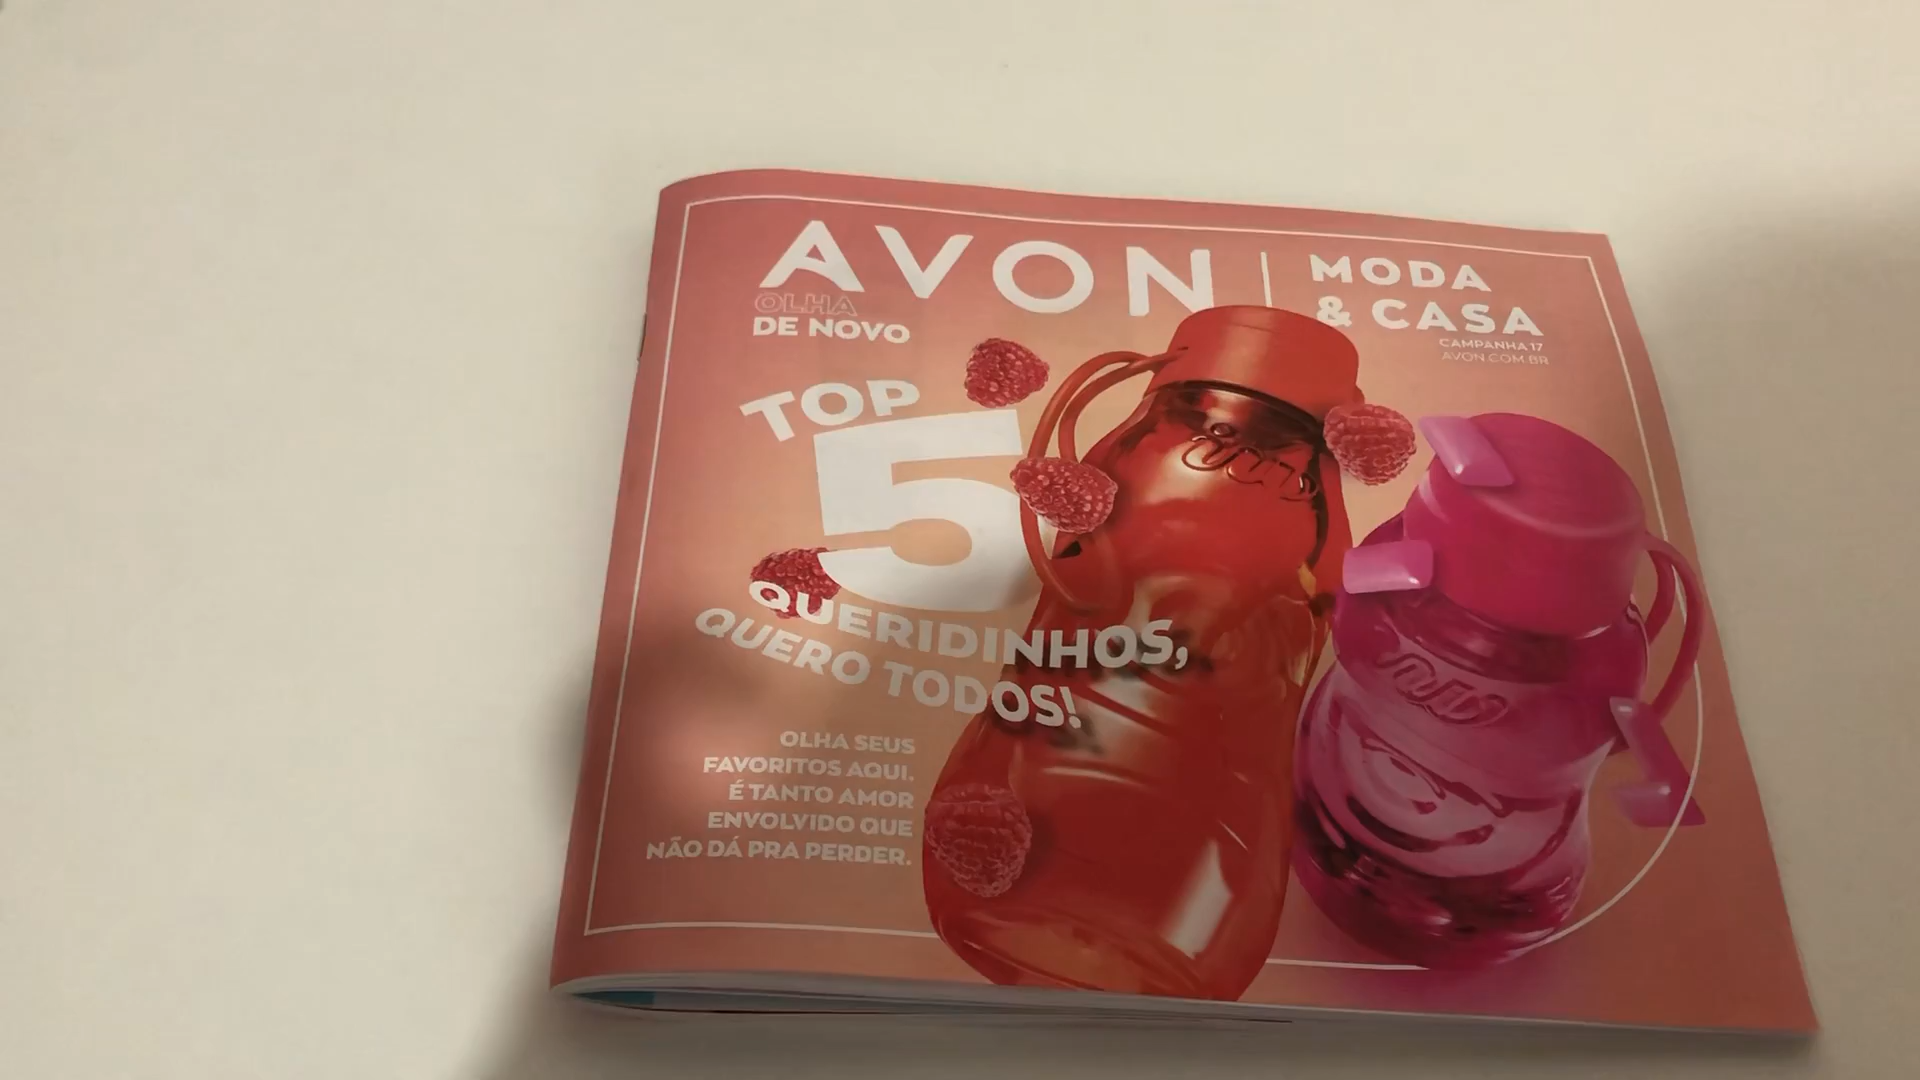 AVON
MODA
& CASA
CAMPANHA 17
AVON.COM.BR
OLHA
DE NOVO
TOP
5
QUERIDINHOS,
QUERO TODOS!
OLHA SEUS
FAVORITOS AQUI.
É TANTO AMOR
ENVOLVIDO QUE
NÃO DÁ PRA PERDER.